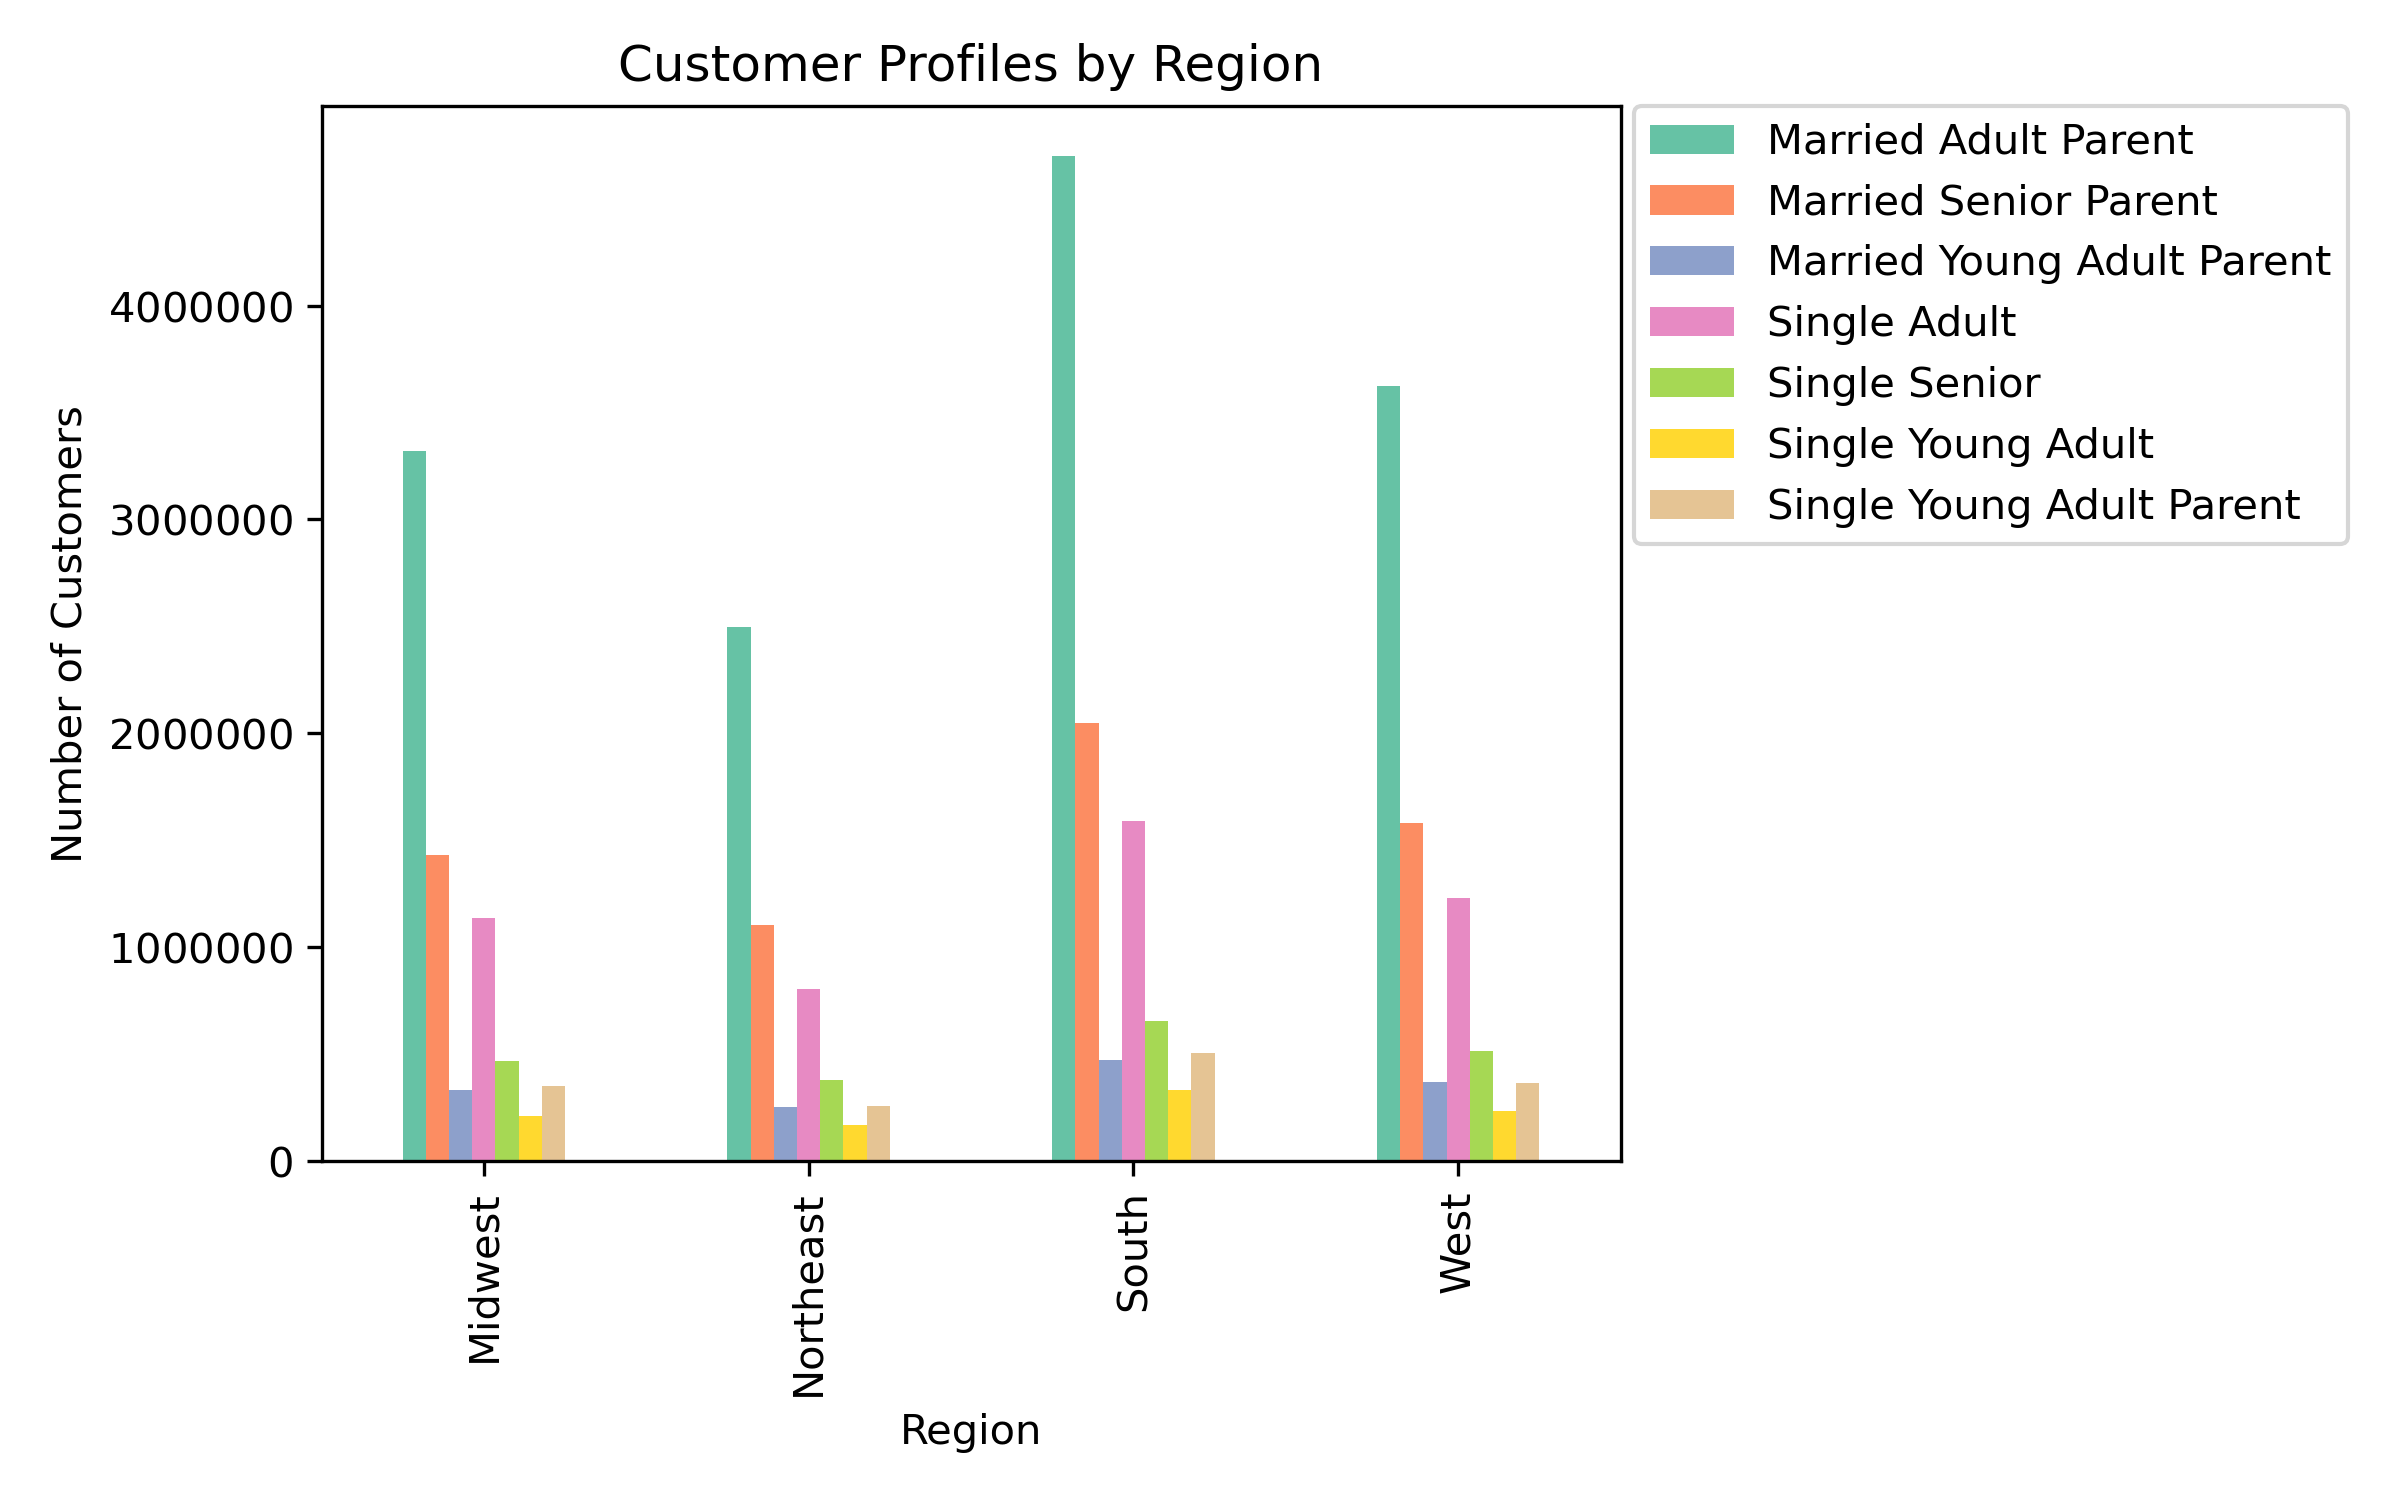 Customer Profiles by Region
Number of Customers
4000000
3000000
2000000
1000000
0
Midwest
Northeast
South
West
Region
Married Adult Parent
Married Senior Parent
Married Young Adult Parent
Single Adult
Single Senior
Single Young Adult
Single Young Adult Parent